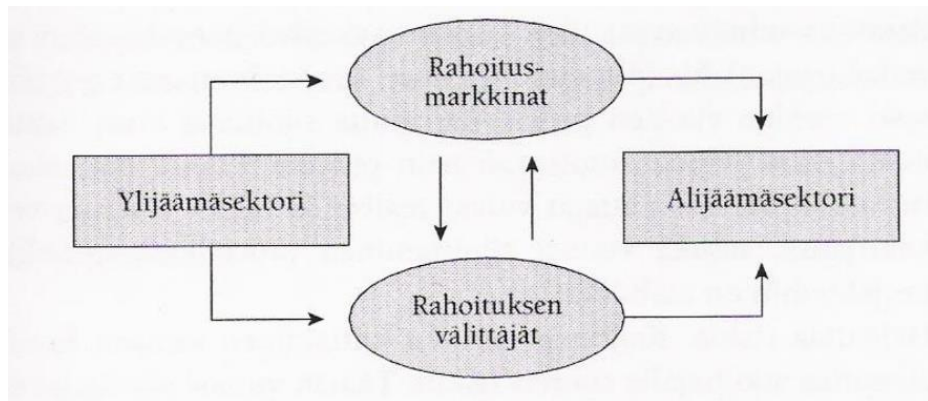 Rahoitus-
markkinat
Ylijäämäsektori
Alijäämäsektori
Rahoituksen
välittäjät